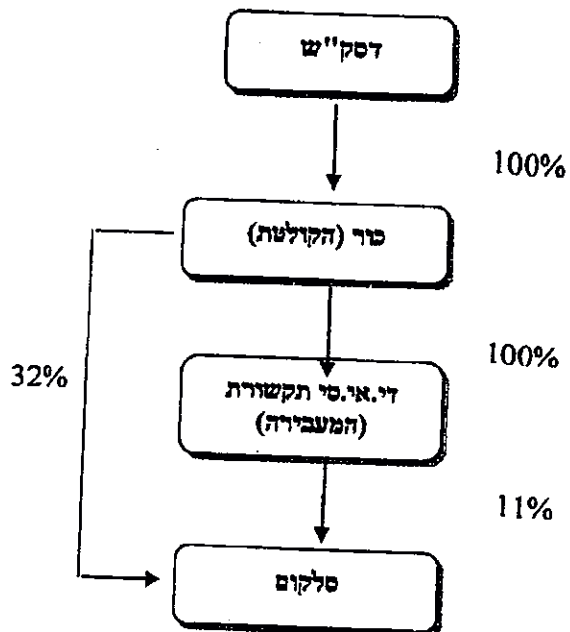 דסק"ש
100%
כור (הקולטת)
32%
100%
די.אי.סי תקשורת
(המעבירה)
11%
סלקום